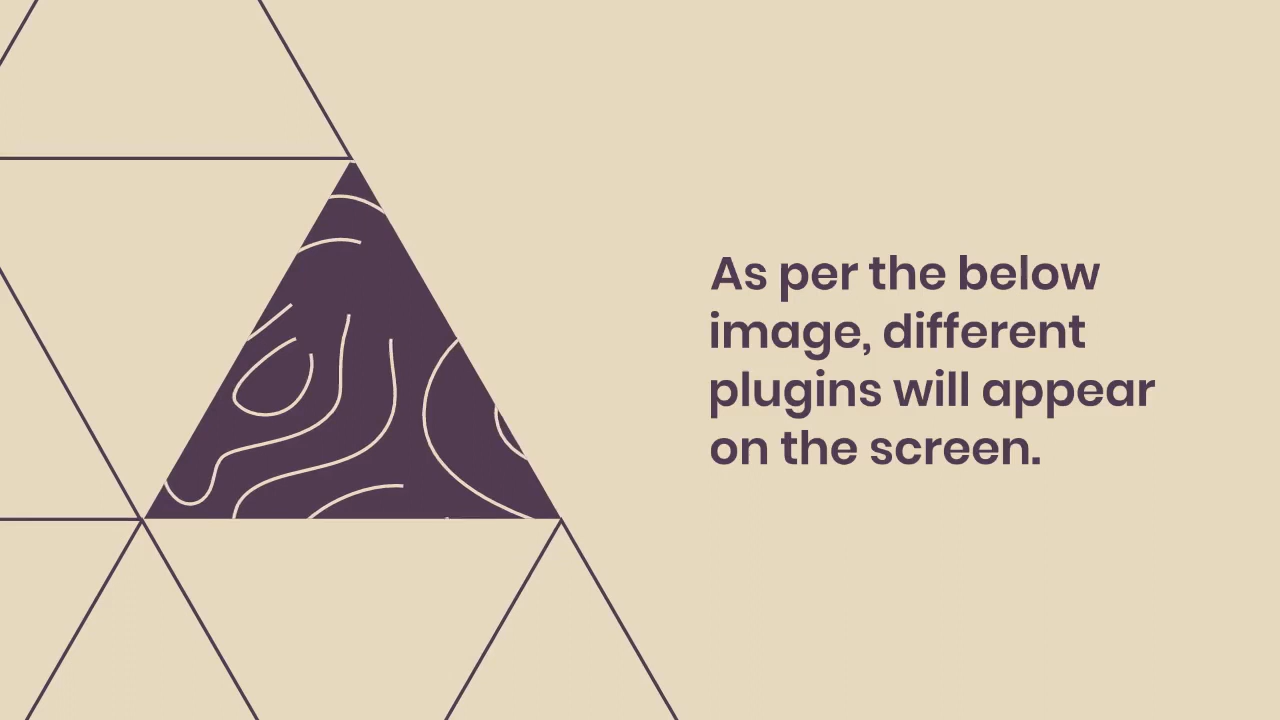 As per the below
image, different
plugins will appear
on the screen.